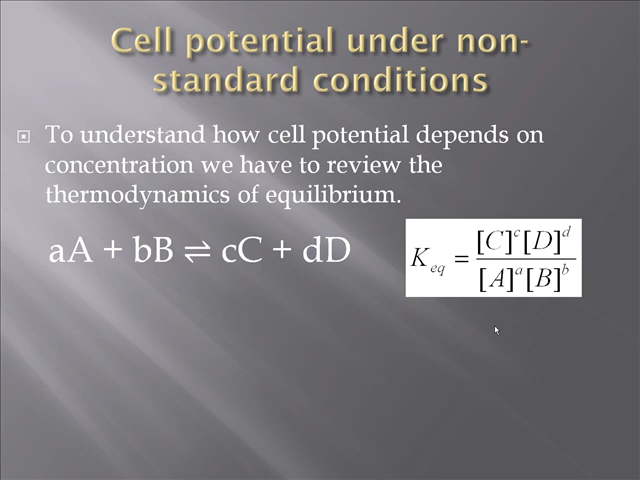 Cell potential under non-
standard conditions
To understand how cell potential depends on
concentration we have to review the
thermodynamics of equilibrium.
aA + bB ⇌ cC + dD
K_eq = [C]^c[D]^d / [A]^a[B]^b